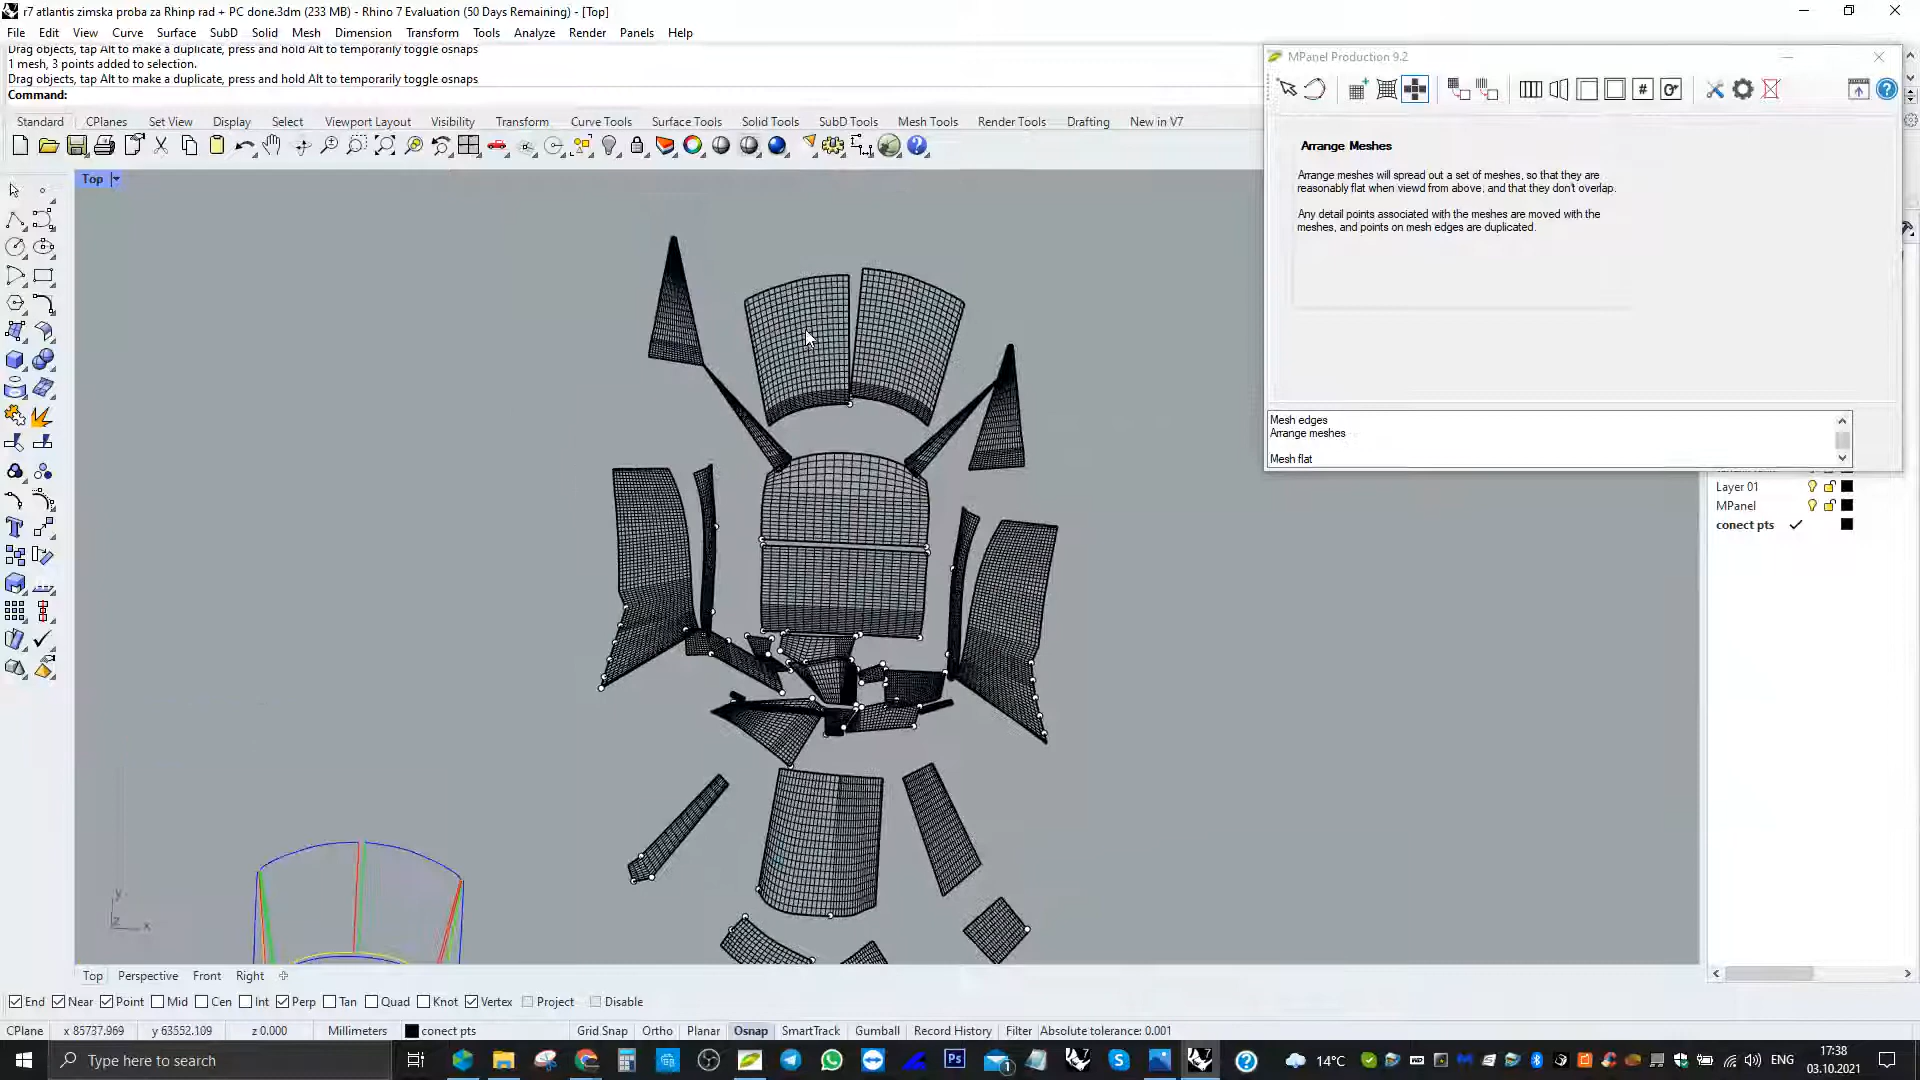 r7 atlantis zimska proba za Rhinp rad + PC done.3dm (233 MB) - Rhino 7 Evaluation (50 Days Remaining) - [Top]
File Edit View Curve Surface SubD Solid Mesh Dimension Transform Tools Analyze Render Panels Help
Drag objects, tap Alt to make a duplicate, press and hold Alt to temporarily toggle osnaps
1 mesh, 3 points added to selection.
Drag objects, tap Alt to make a duplicate, press and hold Alt to temporarily toggle osnaps
Command:
Standard CPlanes Set View Display Select Viewport Layout Visibility Transform Curve Tools Surface Tools Solid Tools SubD Tools Mesh Tools Render Tools Drafting New in V7
Top
MPanel Production 9.2
Arrange Meshes
Arrange meshes will spread out a set of meshes, so that they are
reasonably flat when viewd from above, and that they don't overlap.
Any detail points associated with the meshes are moved with the
meshes, and points on mesh edges are duplicated.
Mesh edges
Arrange meshes
Mesh flat
Layer 01
MPanel
conect pts
y
z
x
Top Perspective Front Right
End Near Point Mid Cen Int Perp Tan Quad Knot Vertex Project Disable
CPlane x 85737.969 y 63552.109 z 0.000 Millimeters conect pts Grid Snap Ortho Planar Osnap SmartTrack Gumball Record History Filter Absolute tolerance: 0.001
Type here to search
Ps
1
14°C
ENG
17:38
03.10.2021